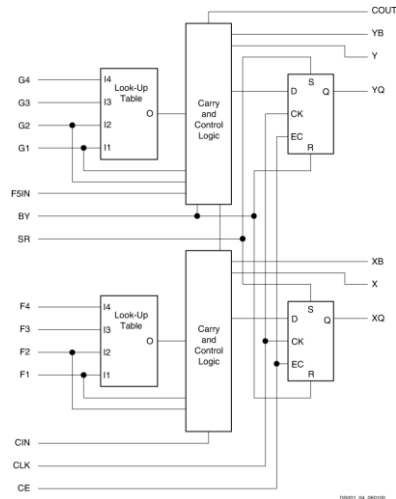 COUT
YB
Y
G4
G3
G2
G1
I4
I3
I2
I1
Look-Up
Table
O
Carry
and
Control
Logic
S
D
Q
CK
EC
R
YQ
F5IN
BY
SR
XB
X
F4
F3
F2
F1
I4
I3
I2
I1
Look-Up
Table
O
Carry
and
Control
Logic
S
D
Q
CK
EC
R
XQ
CIN
CLK
CE
DS001_04_060100